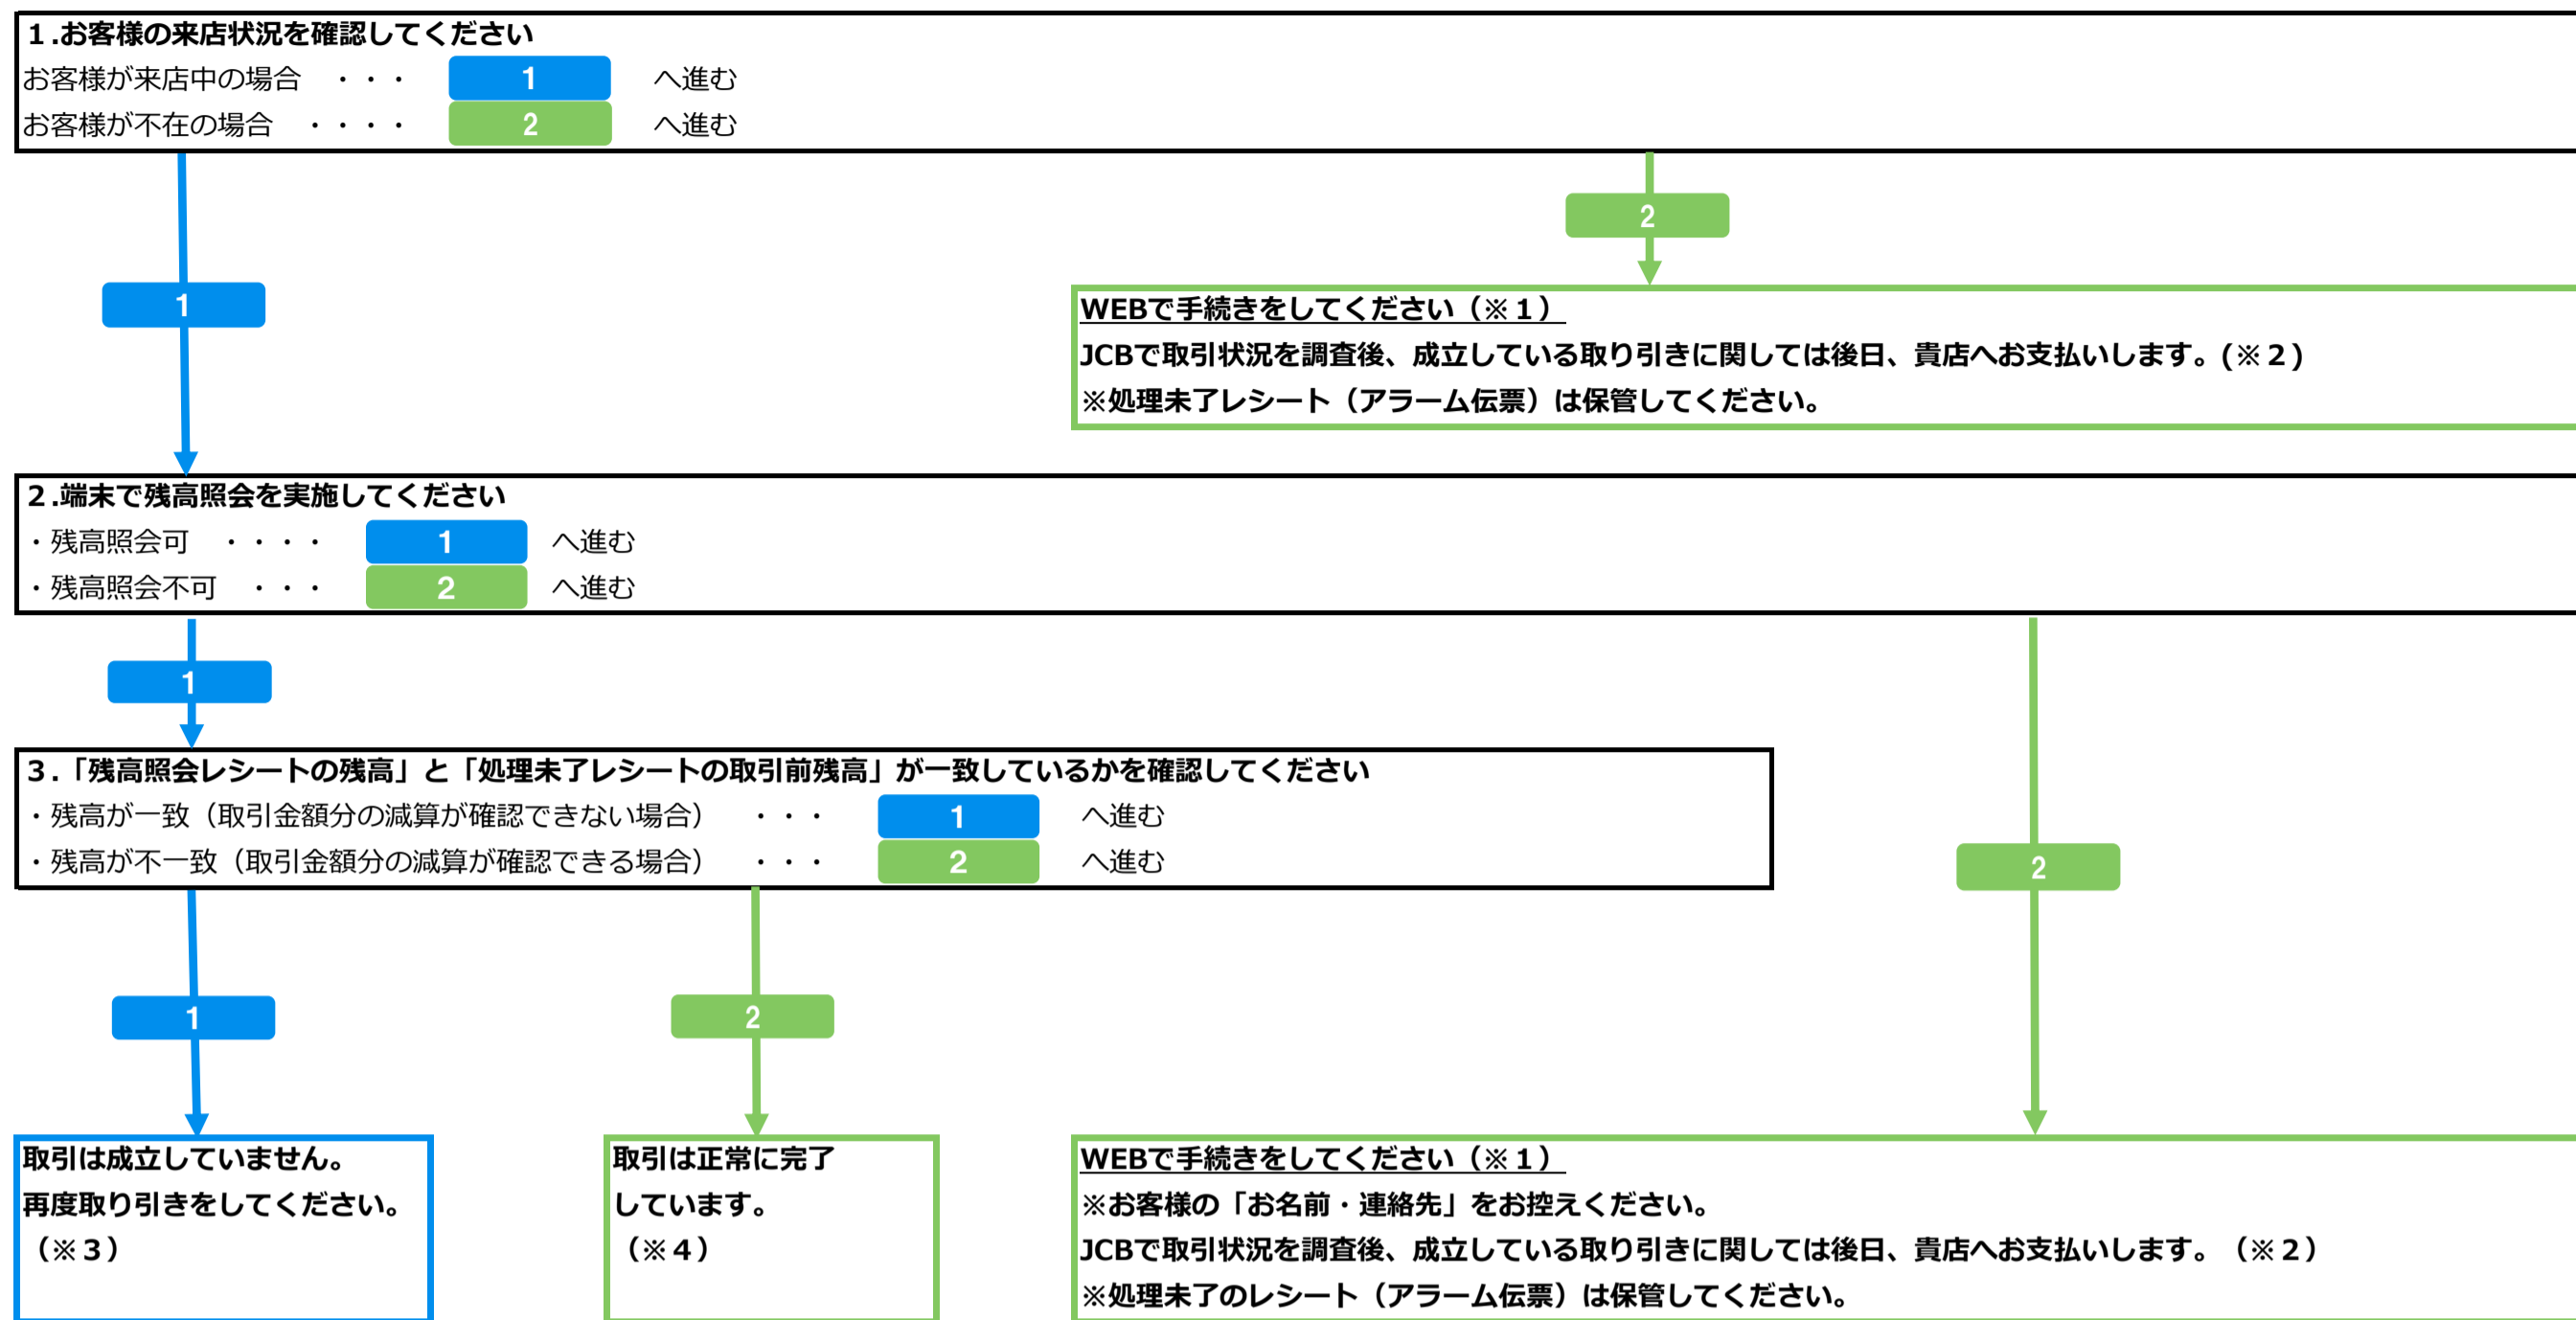 １.お客様の来店状況を確認してください
お客様が来店中の場合　・・・　1　へ進む
お客様が不在の場合　・・・・　2　へ進む
2
1
WEBで手続きをしてください（※１）
JCBで取引状況を調査後、成立している取り引きに関しては後日、貴店へお支払いします。(※２)
※処理未了レシート（アラーム伝票）は保管してください。
２.端末で残高照会を実施してください
・残高照会可　・・・・　1　へ進む
・残高照会不可　・・・　2　へ進む
1
３.「残高照会レシートの残高」と「処理未了レシートの取引前残高」が一致しているかを確認してください
・残高が一致（取引金額分の減算が確認できない場合）　・・・　1　へ進む
・残高が不一致（取引金額分の減算が確認できる場合）　・・・　2　へ進む
2
1
2
取引は成立していません。
再度取り引きをしてください。
（※３）
取引は正常に完了
しています。
（※４）
WEBで手続きをしてください（※１）
※お客様の「お名前・連絡先」をお控えください。
JCBで取引状況を調査後、成立している取り引きに関しては後日、貴店へお支払いします。（※２）
※処理未了のレシート（アラーム伝票）は保管してください。